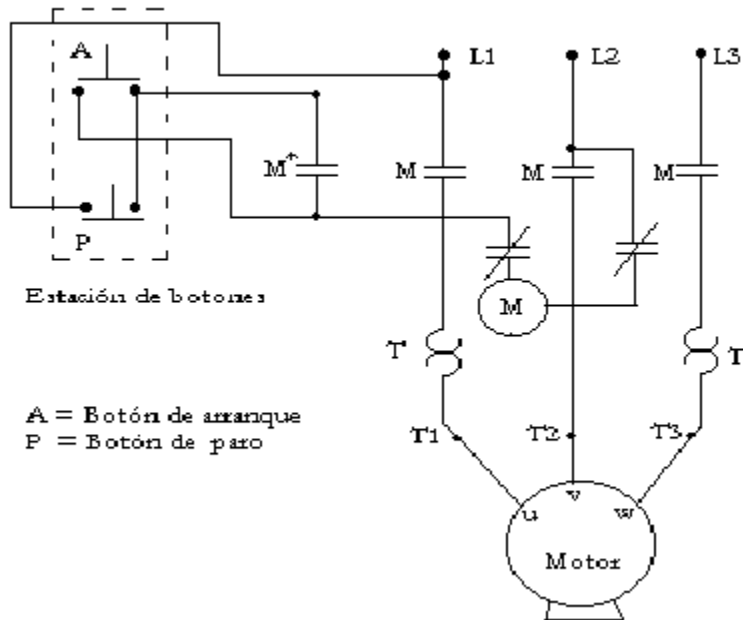 A
L1
L2
L3
M+
M
M
M
P
Estación de botones
M
T
T
A = Botón de arranque
P = Botón de paro
T1
T2
T3
u
v
w
Motor